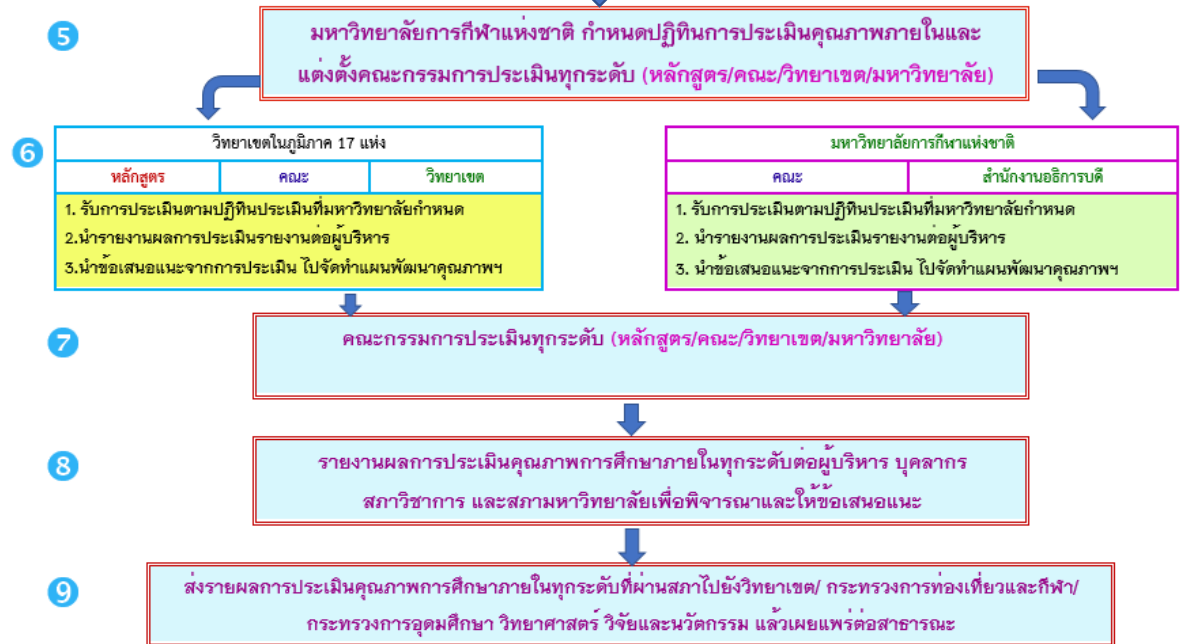 5
มหาวิทยาลัยการกีฬาแห่งชาติ กำหนดปฏิทินการประเมินคุณภาพภายในและ
แต่งตั้งคณะกรรมการประเมินทุกระดับ (หลักสูตร/คณะ/วิทยาเขต/มหาวิทยาลัย)
6
วิทยาเขตในภูมิภาค 17 แห่ง
หลักสูตร คณะ วิทยาเขต
1. รับการประเมินตามปฏิทินประเมินที่มหาวิทยาลัยกำหนด
2.นำรายงานผลการประเมินรายงานต่อผู้บริหาร
3.นำข้อเสนอแนะจากการประเมิน ไปจัดทำแผนพัฒนาคุณภาพฯ
มหาวิทยาลัยการกีฬาแห่งชาติ
คณะ สำนักงานอธิการบดี
1. รับการประเมินตามปฏิทินประเมินที่มหาวิทยาลัยกำหนด
2. นำรายงานผลการประเมินรายงานต่อผู้บริหาร
3. นำข้อเสนอแนะจากการประเมิน ไปจัดทำแผนพัฒนาคุณภาพฯ
7
คณะกรรมการประเมินทุกระดับ (หลักสูตร/คณะ/วิทยาเขต/มหาวิทยาลัย)
8
รายงานผลการประเมินคุณภาพการศึกษาภายในทุกระดับต่อผู้บริหาร บุคลากร
สภาวิชาการ และสภามหาวิทยาลัยเพื่อพิจารณาและให้ข้อเสนอแนะ
9
ส่งรายผลการประเมินคุณภาพการศึกษาภายในทุกระดับที่ผ่านสภาไปยังวิทยาเขต/ กระทรวงการท่องเที่ยวและกีฬา/
กระทรวงการอุดมศึกษา วิทยาศาสตร์ วิจัยและนวัตกรรม แล้วเผยแพร่ต่อสาธารณะ